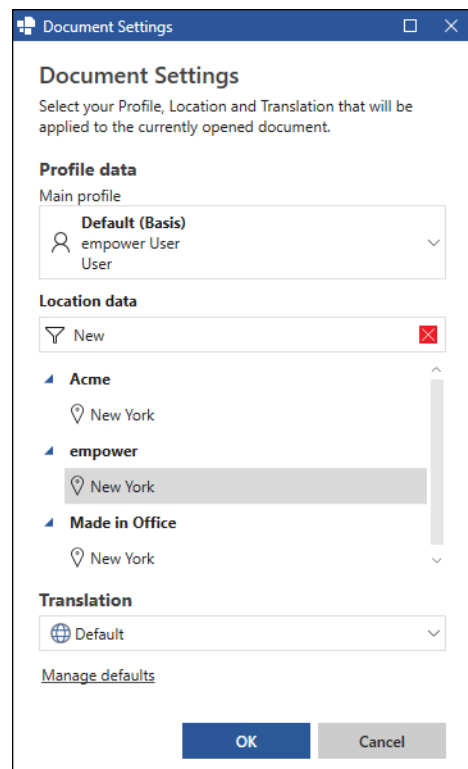 Document Settings
Document Settings
Select your Profile, Location and Translation that will be
applied to the currently opened document.
Profile data
Main profile
Default (Basis)
empower User
User
Location data
New
Acme
New York
empower
New York
Made in Office
New York
Translation
Default
Manage defaults
OK Cancel